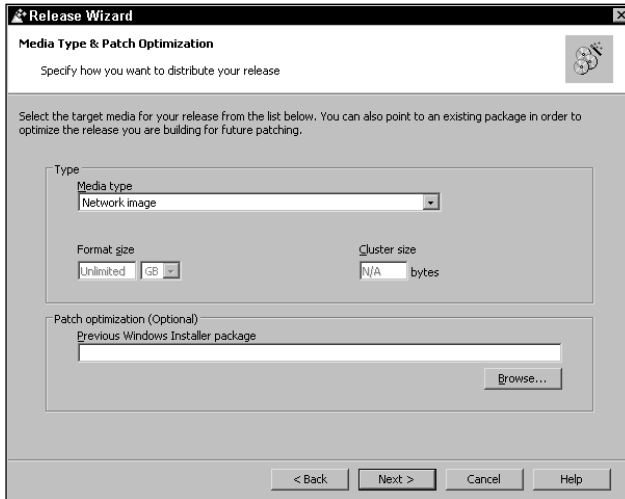 Release Wizard
Media Type & Patch Optimization
Specify how you want to distribute your release
Select the target media for your release from the list below. You can also point to an existing package in order to
optimize the release you are building for future patching.
Type
Media type
Network image
Format size
Cluster size
Unlimited GB
N/A bytes
Patch optimization (Optional)
Previous Windows Installer package
Browse...
< Back Next > Cancel Help